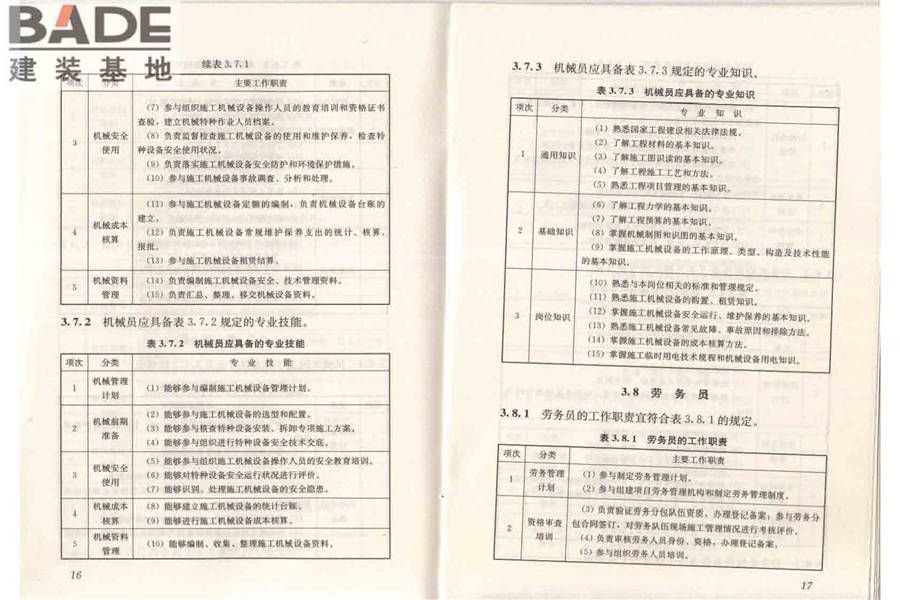 BADE
建装基地
续表 3.7.1
项次 分类 主要工作职责
3 机械安全使用
(7) 参与组织施工机械设备操作人员的教育培训和资格证书
查验，建立机械特种作业人员档案。
(8) 负责监督检查施工机械设备的使用和维护保养，检查特
种设备安全使用状况。
(9) 负责落实施工机械设备安全防护和环境保护措施。
(10) 参与施工机械设备事故调查、分析和处理。
4 机械成本核算
(11) 参与施工机械设备定额的编制，负责机械设备台账的
建立。
(12) 负责施工机械设备常规维护保养支出的统计、核算、
报批。
(13) 参与施工机械设备租赁结算。
5 机械资料管理
(14) 负责编制施工机械设备安全、技术管理资料。
(15) 负责汇总、整理、移交机械设备资料。
3.7.2 机械员应具备表 3.7.2 规定的专业技能。
表 3.7.2 机械员应具备的专业技能
项次 分类 专业技能
1 机械管理计划
(1) 能够参与编制施工机械设备管理计划。
2 机械前期准备
(2) 能够参与施工机械设备的选型和配置。
(3) 能够参与核查特种设备安装、拆卸专项施工方案。
(4) 能够参与组织进行特种设备安全技术交底。
3 机械安全使用
(5) 能够参与组织施工机械设备操作人员的安全教育培训。
(6) 能够对特种设备安全运行状况进行评价。
(7) 能够识别、处理施工机械设备的安全隐患。
4 机械成本核算
(8) 能够建立施工机械设备的统计台账。
(9) 能够进行施工机械设备成本核算。
5 机械资料管理
(10) 能够编制、收集、整理施工机械设备资料。
16
3.7.3 机械员应具备表 3.7.3 规定的专业知识、
表 3.7.3 机械员应具备的专业知识
项次 分类 专业知识
1 通用知识
(1) 熟悉国家工程建设相关法律法规。
(2) 了解工程材料的基本知识。
(3) 了解施工图识读的基本知识。
(4) 了解工程施工工艺和方法。
(5) 熟悉工程项目管理的基本知识。
2 基础知识
(6) 了解工程力学的基本知识。
(7) 了解工程预算的基本知识。
(8) 掌握机械制图和识图的基本知识。
(9) 掌握施工机械设备的工作原理、类型、构造及技术性能
的基本知识。
3 岗位知识
(10) 熟悉与本岗位相关的标准和管理规定。
(11) 熟悉施工机械设备的购置、租赁知识。
(12) 掌握施工机械设备安全运行、维护保养的基本知识。
(13) 熟悉施工机械设备常见故障、事故原因和排除方法。
(14) 掌握施工机械设备的成本核算方法。
(15) 掌握施工临时用电技术规程和机械设备用电知识。
3.8 劳务员
3.8.1 劳务员的工作职责宜符合表 3.8.1 的规定。
表 3.8.1 劳务员的工作职责
项次 分类 主要工作职责
1 劳务管理计划
(1) 参与制定劳务管理计划。
(2) 参与组建项目劳务管理机构和制定劳务管理制度。
2 资格审查培训
(3) 负责验证劳务分包队伍资质，办理登记备案；参与劳务分
包合同签订，对劳务队伍现场施工管理情况进行考核评价。
(4) 负责审核劳务人员身份、资格，办理登记备案。
(5) 参与组织劳务人员培训。
17